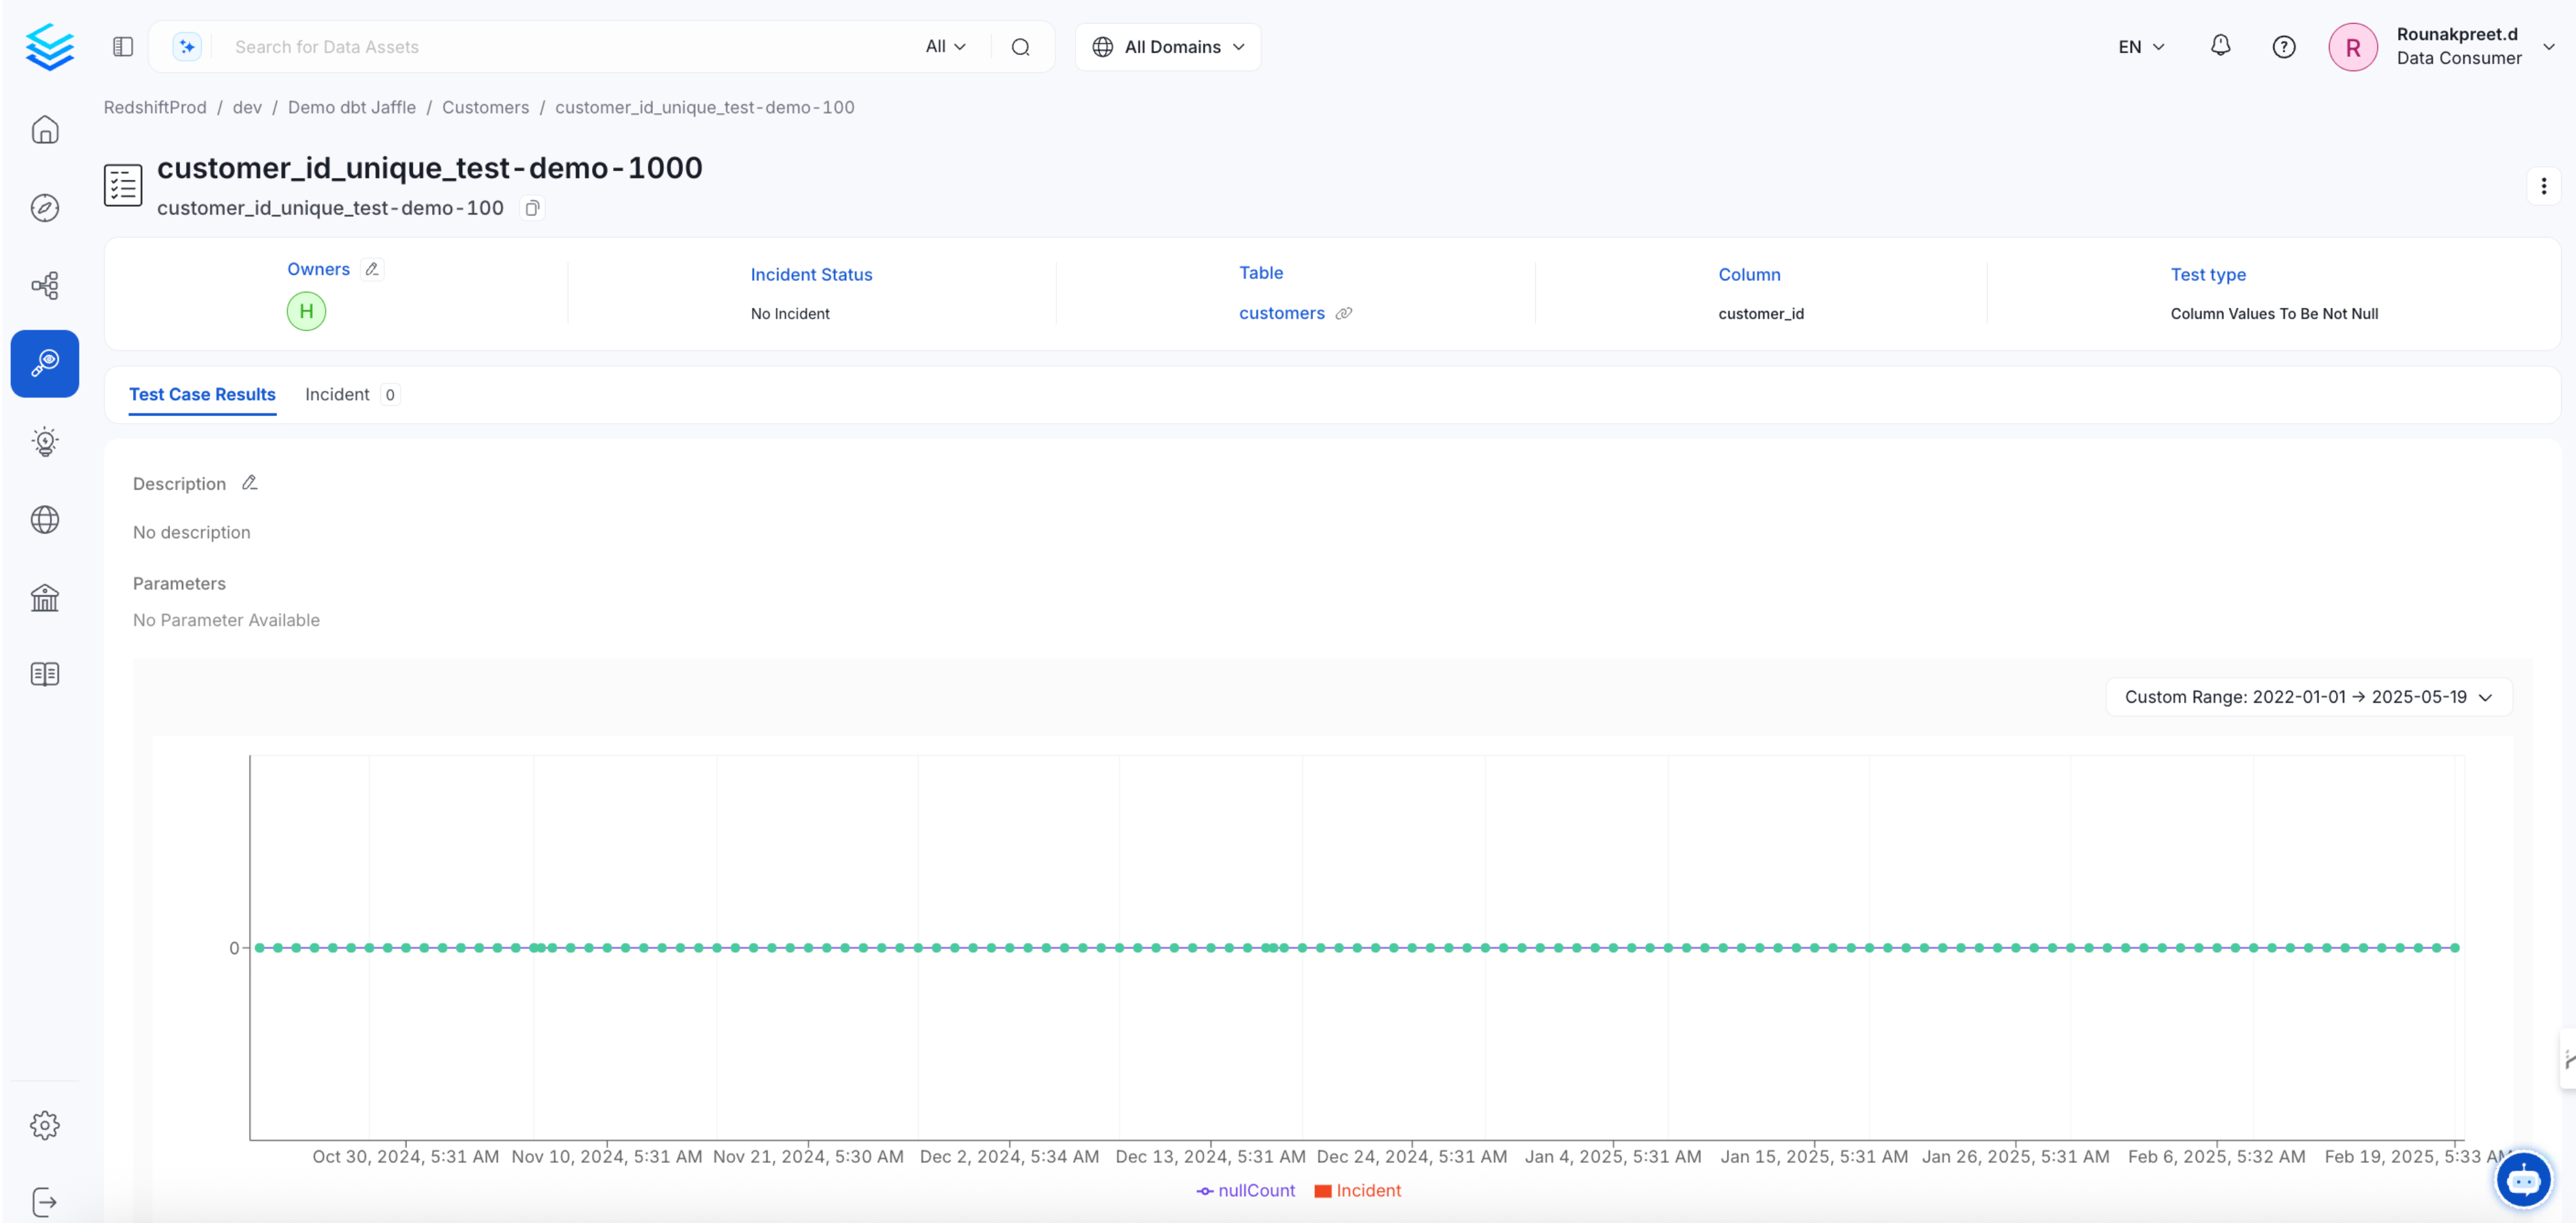 Search for Data Assets
All
All Domains
EN
R
Rounakpreet.d
Data Consumer
RedshiftProd / dev / Demo dbt Jaffle / Customers / customer_id_unique_test-demo-100
customer_id_unique_test-demo-1000
customer_id_unique_test-demo-100
Owners
H
Incident Status
No Incident
Table
customers
Column
customer_id
Test type
Column Values To Be Not Null
Test Case Results
Incident 0
Description
No description
Parameters
No Parameter Available
Custom Range: 2022-01-01 → 2025-05-19
0
Oct 30, 2024, 5:31 AM Nov 10, 2024, 5:31 AM Nov 21, 2024, 5:30 AM Dec 2, 2024, 5:34 AM Dec 13, 2024, 5:31 AM Dec 24, 2024, 5:31 AM Jan 4, 2025, 5:31 AM Jan 15, 2025, 5:31 AM Jan 26, 2025, 5:31 AM Feb 6, 2025, 5:32 AM Feb 19, 2025, 5:33 AM
nullCount Incident